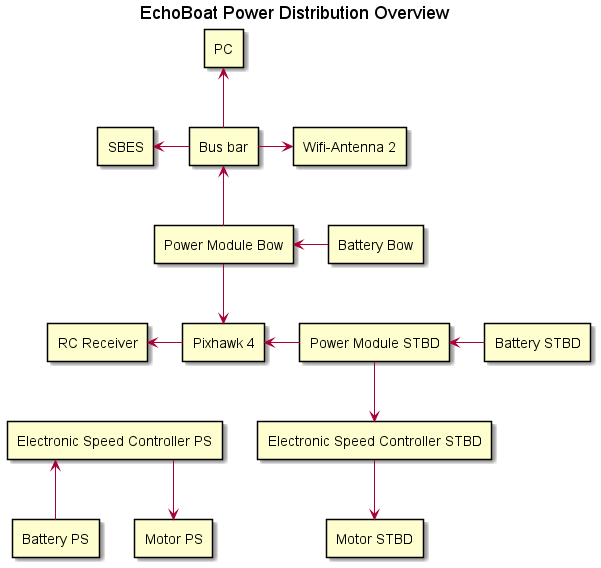 EchoBoat Power Distribution Overview
PC
SBES
Bus bar
Wifi-Antenna 2
Power Module Bow
Battery Bow
RC Receiver
Pixhawk 4
Power Module STBD
Battery STBD
Electronic Speed Controller PS
Electronic Speed Controller STBD
Battery PS
Motor PS
Motor STBD